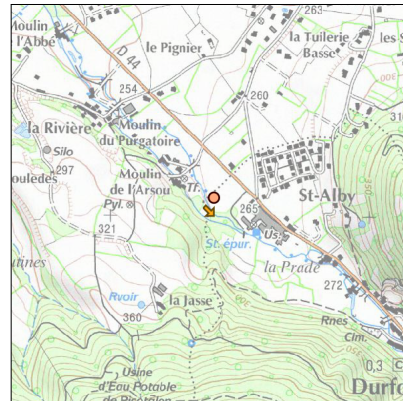 263
Moulin
l'Abbé
D 44
le Pignier
la Tuilerie
Basse
les S
254
260
la Rivière
Moulin
du Purgatoire
Silo
297
Moulin
de l'Arsou
Tr.
Pyl.
321
St-Alby
265
Us.
St. épur.
la Prade
272
Rvoir
la Jasse
360
Rnes
Cim.
Usine
d'Eau Potable
de Picotalen
0,3
Durfo